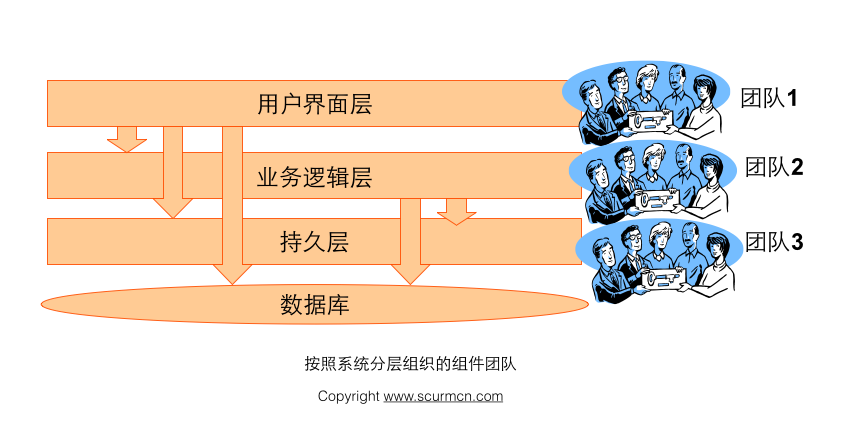 用户界面层
团队1
业务逻辑层
团队2
持久层
团队3
数据库
按照系统分层组织的组件团队
Copyright www.scurmcn.com